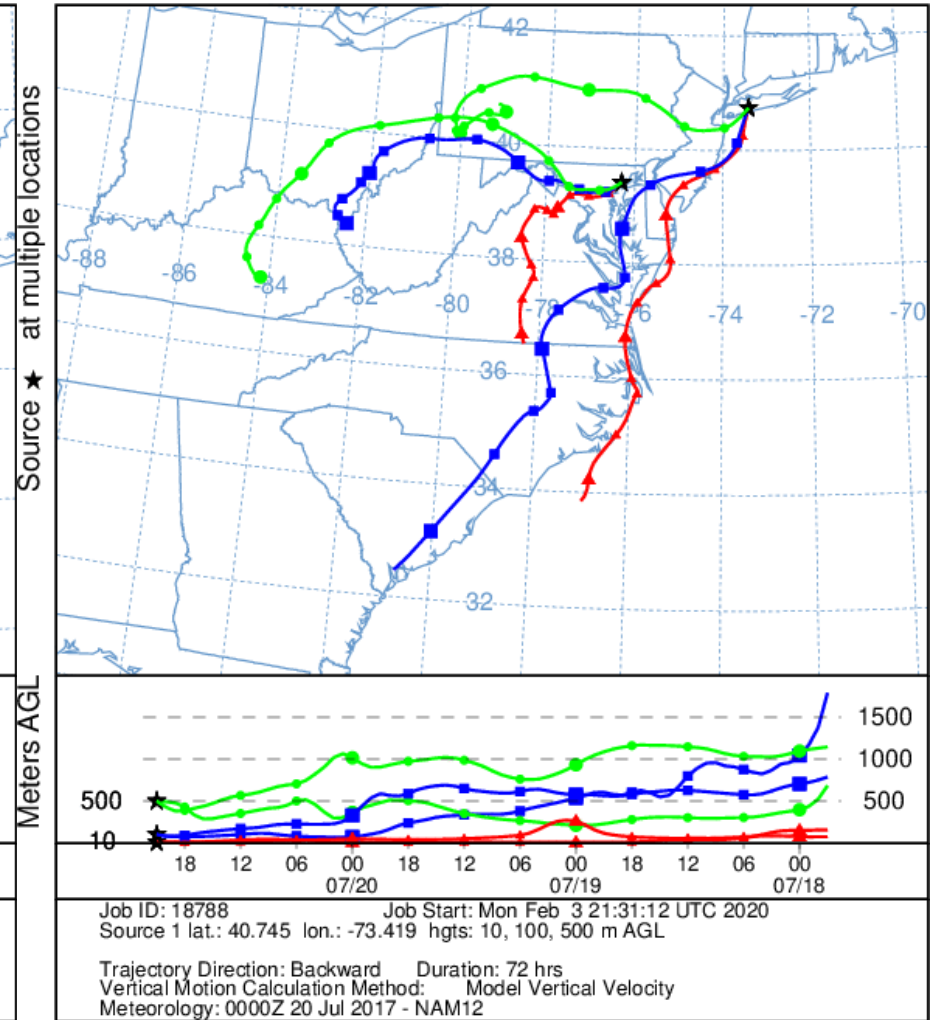 Source ★ at multiple locations
42
40
-88
-86
-84
-82
-80
-78
-76
-74
-72
-70
38
36
34
32
Meters AGL
1500
1000
500
500
10
18 12 06 00 18 12 06 00 18 12 06 00
07/20 07/19 07/18
Job ID: 18788 Job Start: Mon Feb 3 21:31:12 UTC 2020
Source 1 lat.: 40.745 lon.: -73.419 hgts: 10, 100, 500 m AGL
Trajectory Direction: Backward Duration: 72 hrs
Vertical Motion Calculation Method: Model Vertical Velocity
Meteorology: 0000Z 20 Jul 2017 - NAM12